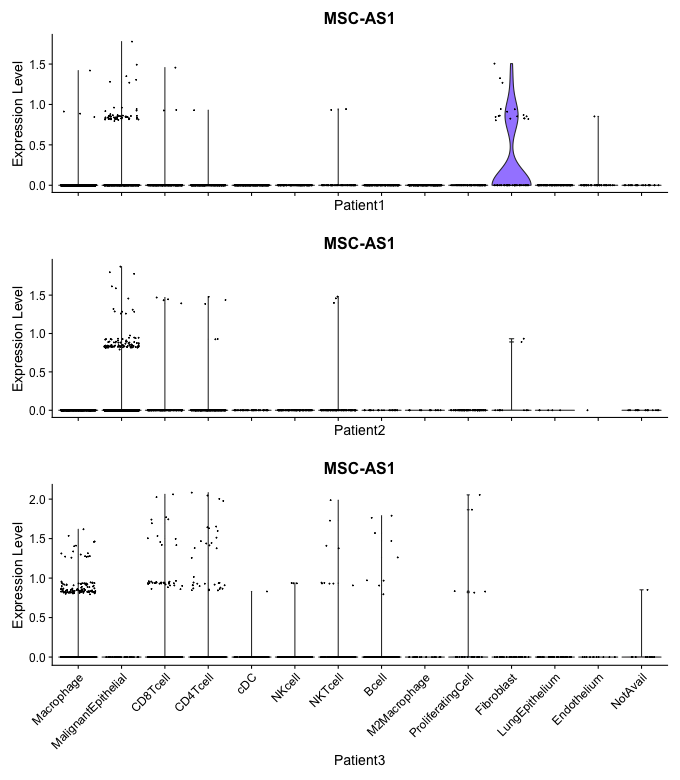 MSC-AS1
Expression Level
1.5
1.0
0.5
0.0
Patient1
MSC-AS1
Expression Level
1.5
1.0
0.5
0.0
Patient2
MSC-AS1
Expression Level
2.0
1.5
1.0
0.5
0.0
Macrophage
MalignantEpithelial
CD8Tcell
CD4Tcell
cDC
NKcell
NKTcell
Bcell
M2Macrophage
ProliferatingCell
Fibroblast
LungEpithelium
Endothelium
NotAvail
Patient3